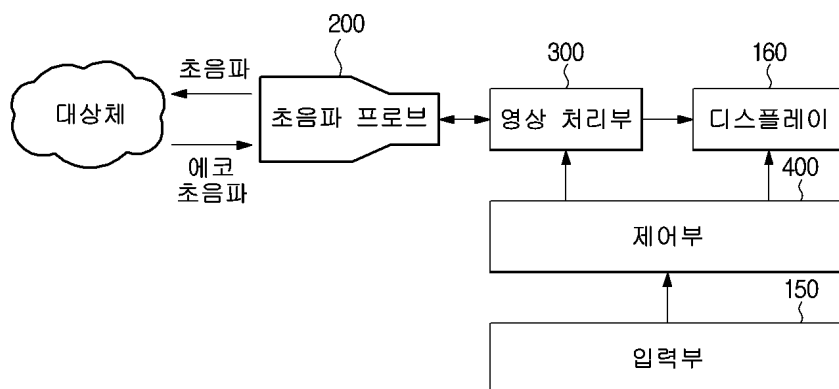 200
300
160
초음파
대상체
초음파 프로브
영상 처리부
디스플레이
에코
초음파
400
제어부
150
입력부